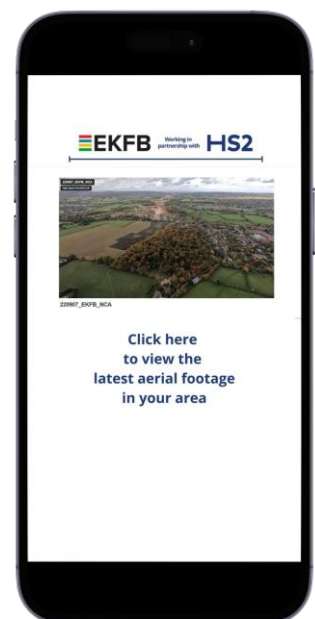 EKFB Working in partnership with HS2
220907_EKFB_NCA
Click here
to view the
latest aerial footage
in your area